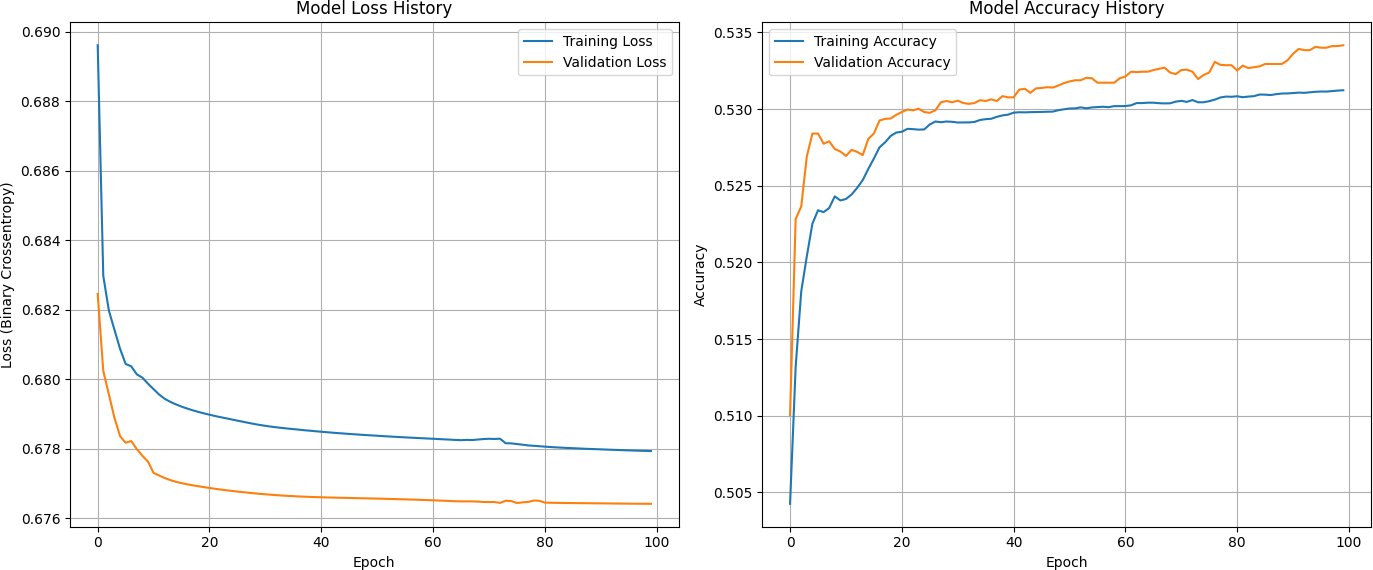 Model Loss History
Training Loss
Validation Loss
0.690
0.688
0.686
0.684
0.682
0.680
0.678
0.676
Loss (Binary Crossentropy)
0 20 40 60 80 100
Epoch
Model Accuracy History
Training Accuracy
Validation Accuracy
0.535
0.530
0.525
0.520
0.515
0.510
0.505
Accuracy
0 20 40 60 80 100
Epoch